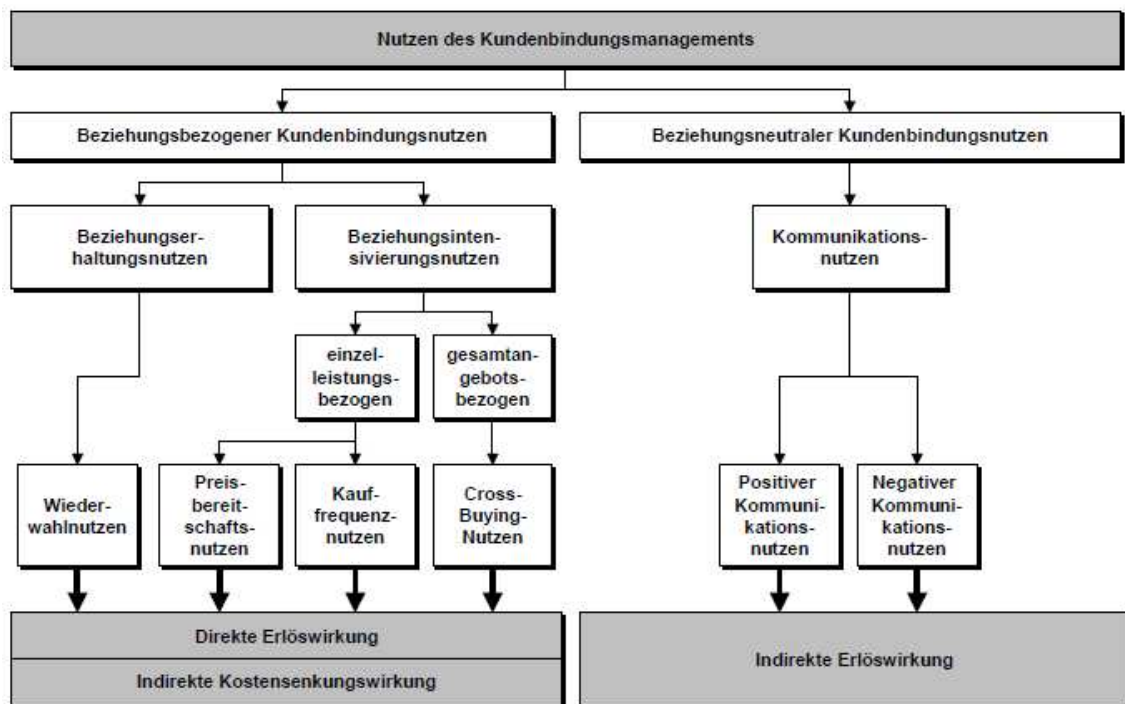 Nutzen des Kundenbindungsmanagements
Beziehungsbezogener Kundenbindungsnutzen
Beziehungsneutraler Kundenbindungsnutzen
Beziehungser-
haltungsnutzen
Beziehungsinten-
sivierungsnutzen
Kommunikations-
nutzen
einzel-
leistungs-
bezogen
gesamtan-
gebots-
bezogen
Wieder-
wahlnutzen
Preis-
bereit-
schafts-
nutzen
Kauf-
frequenz-
nutzen
Cross-
Buying-
Nutzen
Positiver
Kommuni-
kations-
nutzen
Negativer
Kommuni-
kations-
nutzen
Direkte Erlöswirkung
Indirekte Kostensenkungswirkung
Indirekte Erlöswirkung